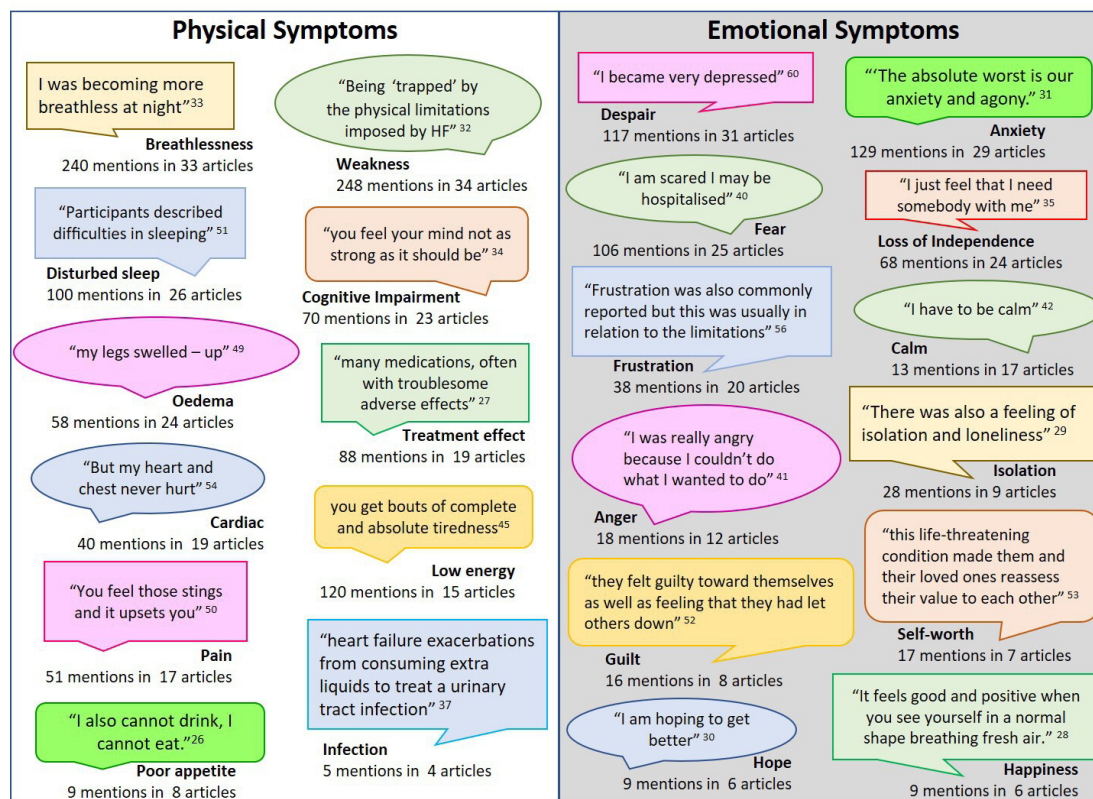 Physical Symptoms
I was becoming more
breathless at night”³³
Breathlessness
240 mentions in 33 articles
“Being ‘trapped’ by
the physical limitations
imposed by HF” ³²
Weakness
248 mentions in 34 articles
“Participants described
difficulties in sleeping” ⁵¹
Disturbed sleep
100 mentions in 26 articles
“you feel your mind not as
strong as it should be” ³⁴
Cognitive Impairment
70 mentions in 23 articles
“my legs swelled – up” ⁴⁹
Oedema
58 mentions in 24 articles
“many medications, often
with troublesome
adverse effects” ²⁷
Treatment effect
88 mentions in 19 articles
“But my heart and
chest never hurt” ⁵⁴
Cardiac
40 mentions in 19 articles
you get bouts of complete
and absolute tiredness⁴⁵
Low energy
120 mentions in 15 articles
“You feel those stings
and it upsets you” ⁵⁰
Pain
51 mentions in 17 articles
“heart failure exacerbations
from consuming extra
liquids to treat a urinary
tract infection” ³⁷
Infection
5 mentions in 4 articles
“I also cannot drink, I
cannot eat.”²⁶
Poor appetite
9 mentions in 8 articles
Emotional Symptoms
“I became very depressed” ⁶⁰
Despair
117 mentions in 31 articles
“‘The absolute worst is our
anxiety and agony.” ³¹
Anxiety
129 mentions in 29 articles
“I am scared I may be
hospitalised” ⁴⁰
Fear
106 mentions in 25 articles
“I just feel that I need
somebody with me” ³⁵
Loss of Independence
68 mentions in 24 articles
“Frustration was also commonly
reported but this was usually in
relation to the limitations” ⁵⁶
Frustration
38 mentions in 20 articles
“I have to be calm” ⁴²
Calm
13 mentions in 17 articles
“I was really angry
because I couldn’t do
what I wanted to do” ⁴¹
Anger
18 mentions in 12 articles
“There was also a feeling of
isolation and loneliness” ²⁹
Isolation
28 mentions in 9 articles
“they felt guilty toward themselves
as well as feeling that they had let
others down” ⁵²
Guilt
16 mentions in 8 articles
“this life-threatening
condition made them and
their loved ones reassess
their value to each other” ⁵³
Self-worth
17 mentions in 7 articles
“I am hoping to get
better” ³⁰
Hope
9 mentions in 6 articles
“It feels good and positive when
you see yourself in a normal
shape breathing fresh air.” ²⁸
Happiness
9 mentions in 6 articles